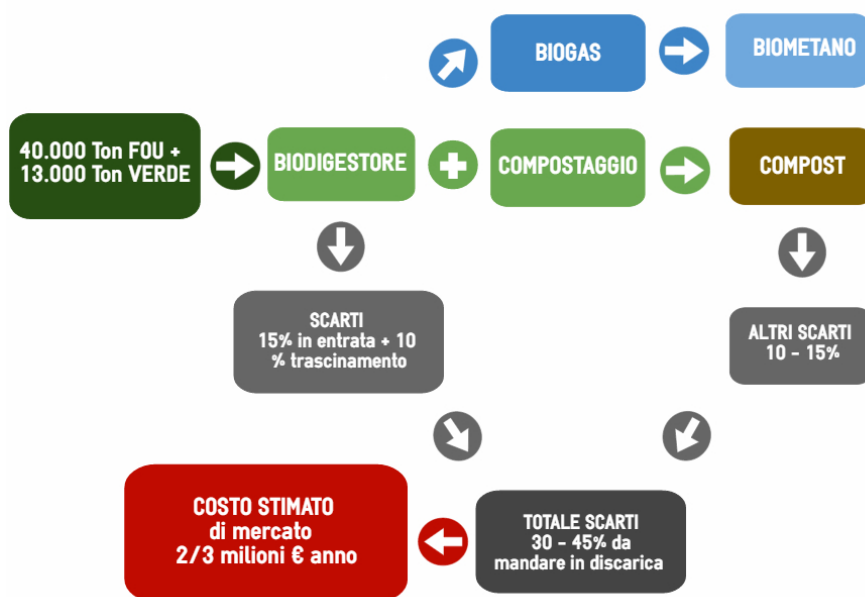 BIOGAS
BIOMETANO
40.000 Ton FOU +
13.000 Ton VERDE
BIODIGESTORE
COMPOSTAGGIO
COMPOST
SCARTI
15% in entrata + 10
% trascinamento
ALTRI SCARTI
10 - 15%
COSTO STIMATO
di mercato
2/3 milioni € anno
TOTALE SCARTI
30 - 45% da
mandare in discarica